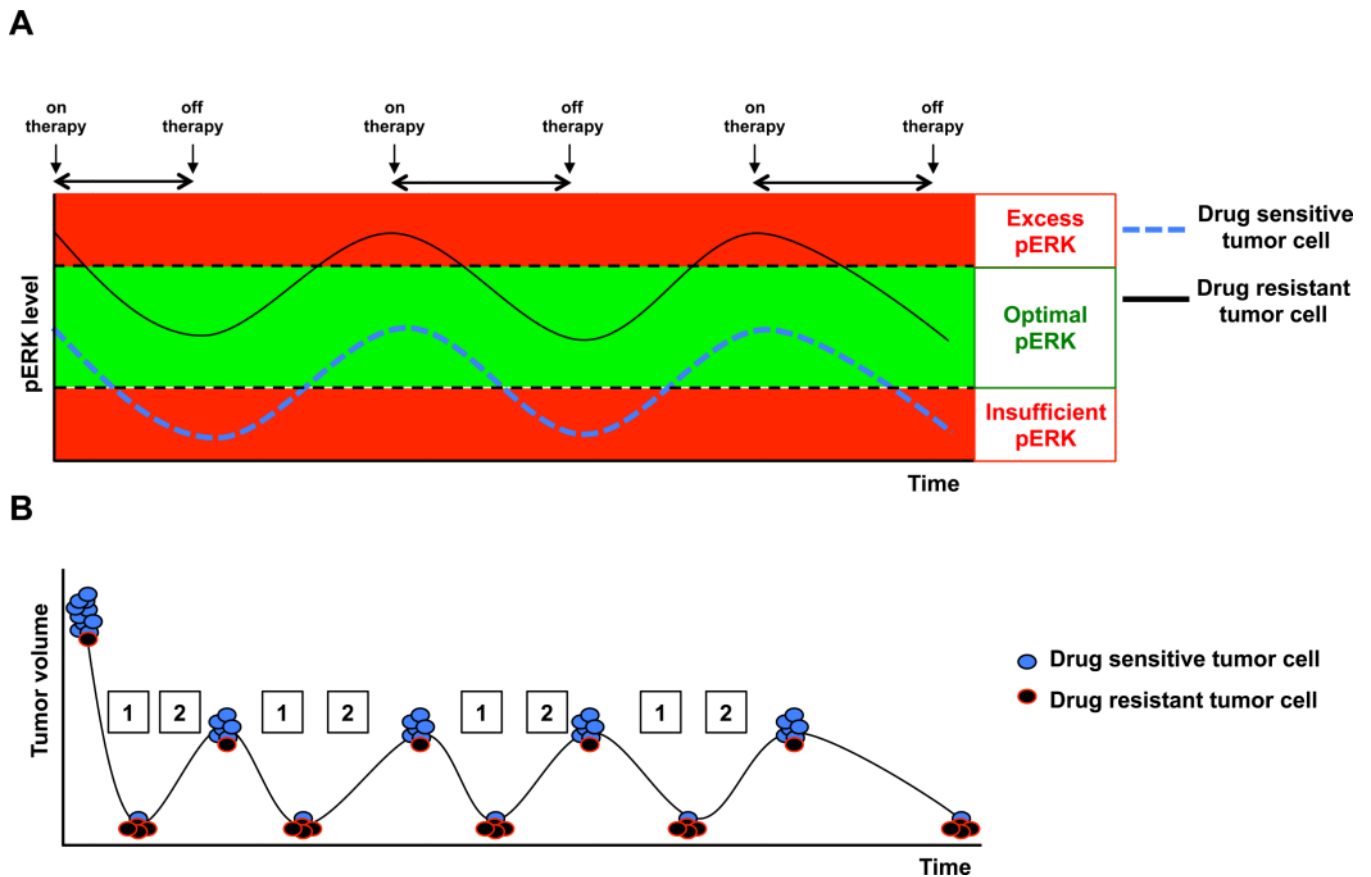 A
on
therapy
off
therapy
on
therapy
off
therapy
on
therapy
off
therapy
pERK level
Excess
pERK
Optimal
pERK
Insufficient
pERK
Drug sensitive
tumor cell
Drug resistant
tumor cell
Time
B
Tumor volume
1 2 1 2 1 2 1 2
Drug sensitive tumor cell
Drug resistant tumor cell
Time